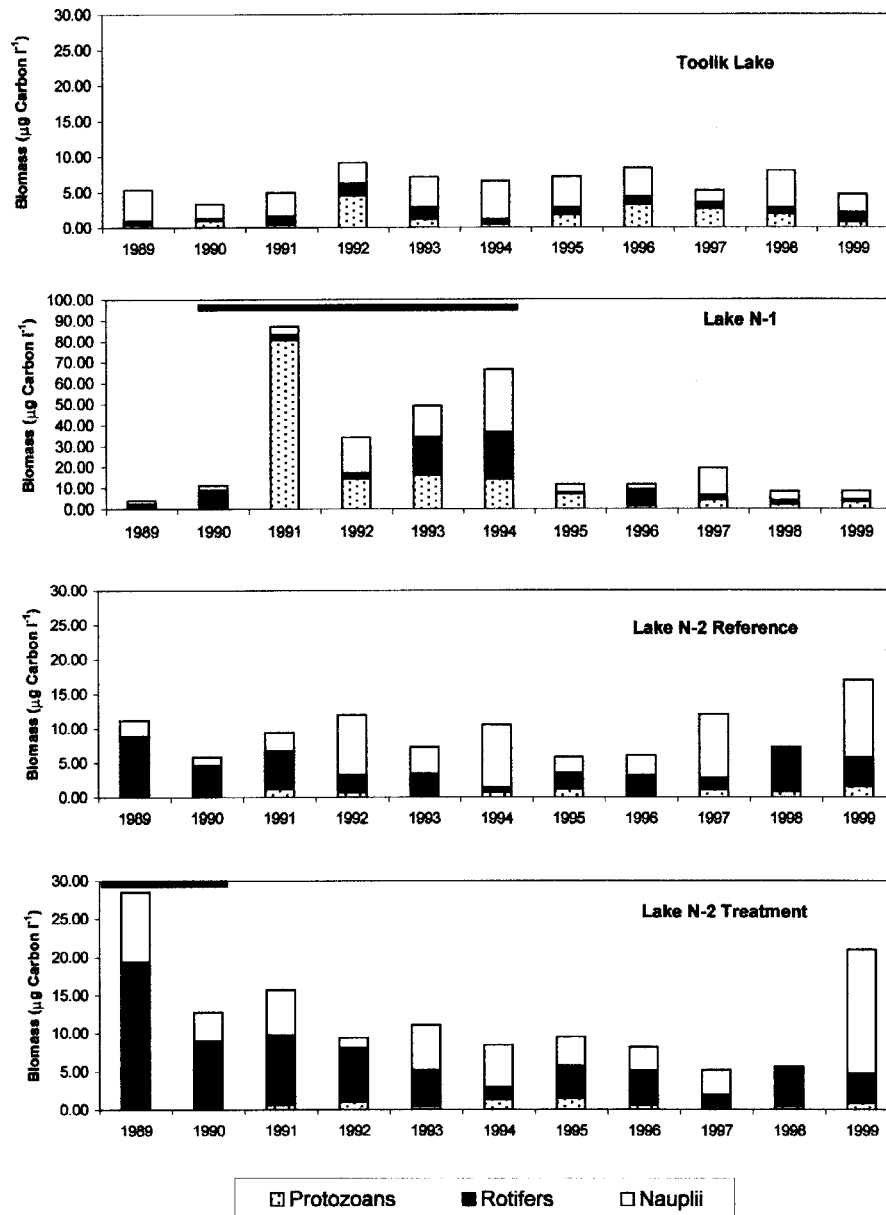 30.00
25.00
20.00
15.00
10.00
5.00
0.00
Biomass (µg Carbon l⁻¹)
Toolik Lake
1989 1990 1991 1992 1993 1994 1995 1996 1997 1998 1999
100.00
90.00
80.00
70.00
60.00
50.00
40.00
30.00
20.00
10.00
0.00
Biomass (µg Carbon l⁻¹)
Lake N-1
1989 1990 1991 1992 1993 1994 1995 1996 1997 1998 1999
30.00
25.00
20.00
15.00
10.00
5.00
0.00
Biomass (µg Carbon l⁻¹)
Lake N-2 Reference
1989 1990 1991 1992 1993 1994 1995 1996 1997 1998 1999
30.00
25.00
20.00
15.00
10.00
5.00
0.00
Biomass (µg Carbon l⁻¹)
Lake N-2 Treatment
1989 1990 1991 1992 1993 1994 1995 1996 1997 1998 1999
Protozoans Rotifers Nauplii